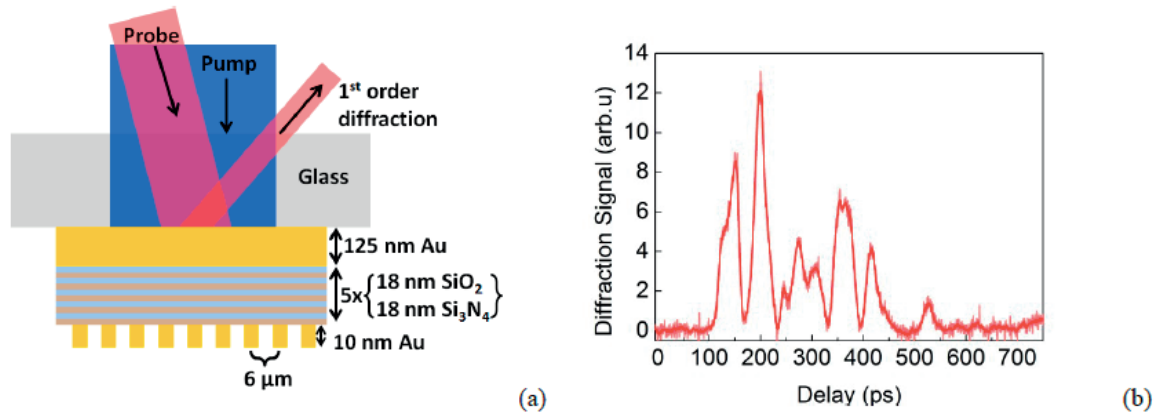 Probe
Pump
1st order
diffraction
Glass
125 nm Au
5x{18 nm SiO2
18 nm Si3N4}
10 nm Au
6 μm
(a)
Diffraction Signal (arb.u)
14
12
10
8
6
4
2
0
0 100 200 300 400 500 600 700
Delay (ps)
(b)